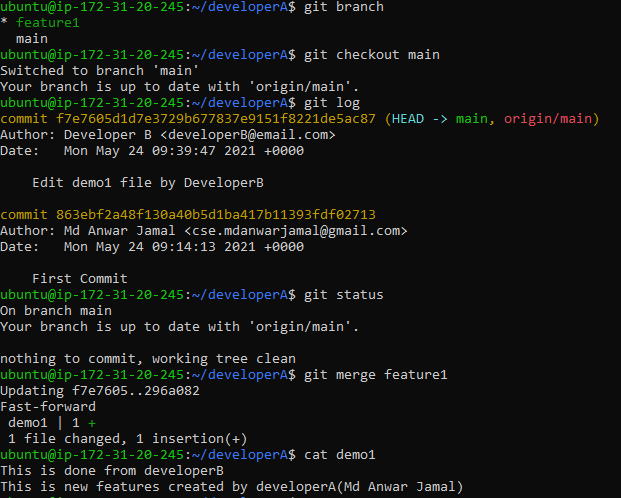 ubuntu@ip-172-31-20-245:~/developerA$ git branch
* feature1
  main
ubuntu@ip-172-31-20-245:~/developerA$ git checkout main
Switched to branch 'main'
Your branch is up to date with 'origin/main'.
ubuntu@ip-172-31-20-245:~/developerA$ git log
commit f7e7605d1d7e3729b677837e9151f8221de5ac87 (HEAD -> main, origin/main)
Author: Developer B <developerB@email.com>
Date:   Mon May 24 09:39:47 2021 +0000

    Edit demo1 file by DeveloperB

commit 863ebf2a48f130a40b5d1ba417b11393fdf02713
Author: Md Anwar Jamal <cse.mdanwarjamal@gmail.com>
Date:   Mon May 24 09:14:13 2021 +0000

    First Commit
ubuntu@ip-172-31-20-245:~/developerA$ git status
On branch main
Your branch is up to date with 'origin/main'.

nothing to commit, working tree clean
ubuntu@ip-172-31-20-245:~/developerA$ git merge feature1
Updating f7e7605..296a082
Fast-forward
 demo1 | 1 +
 1 file changed, 1 insertion(+)
ubuntu@ip-172-31-20-245:~/developerA$ cat demo1
This is done from developerB
This is new features created by developerA(Md Anwar Jamal)